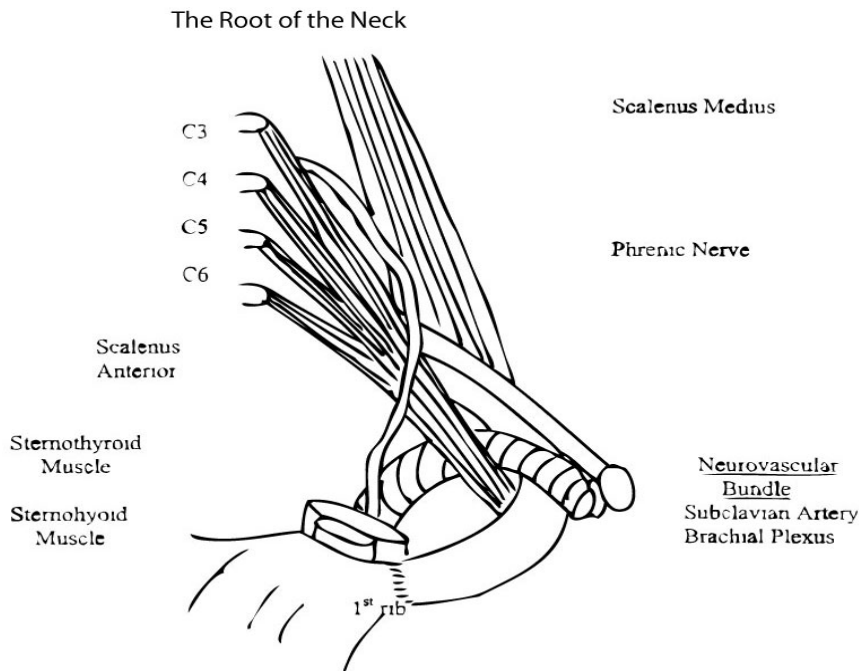 The Root of the Neck
Scalenus Medius
C3
C4
C5
Phrenic Nerve
C6
Scalenus
Anterior
Sternothyroid
Muscle
Sternohyoid
Muscle
Neurovascular
Bundle
Subclavian Artery
Brachial Plexus
1st rib